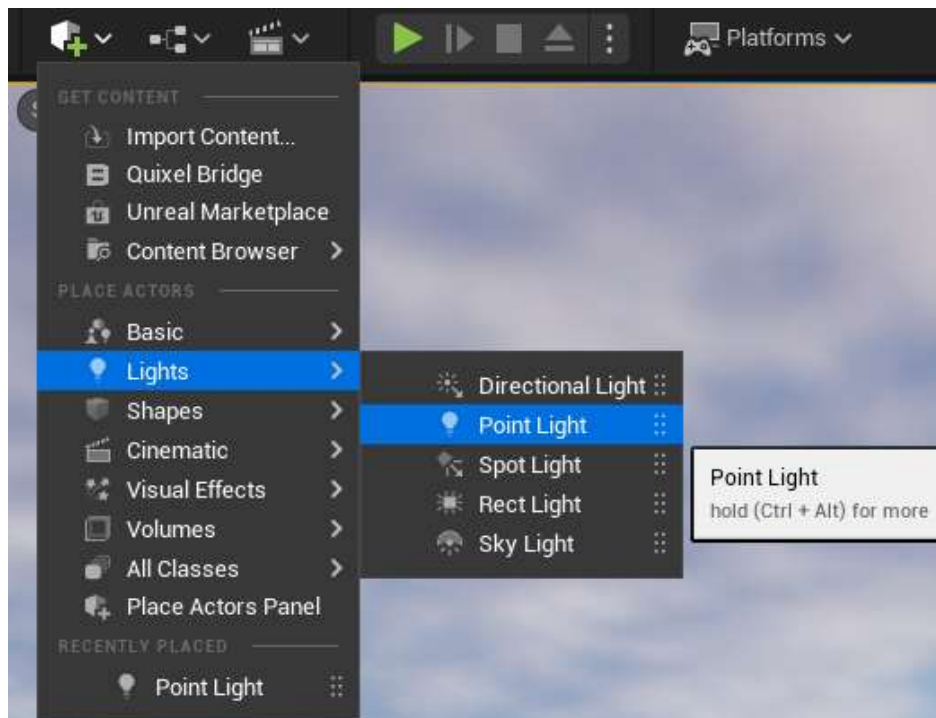 Platforms
GET CONTENT
Import Content...
Quixel Bridge
Unreal Marketplace
Content Browser
PLACE ACTORS
Basic
Lights
Shapes
Cinematic
Visual Effects
Volumes
All Classes
Place Actors Panel
RECENTLY PLACED
Point Light
Directional Light
Point Light
Spot Light
Rect Light
Sky Light
Point Light
hold (Ctrl + Alt) for more